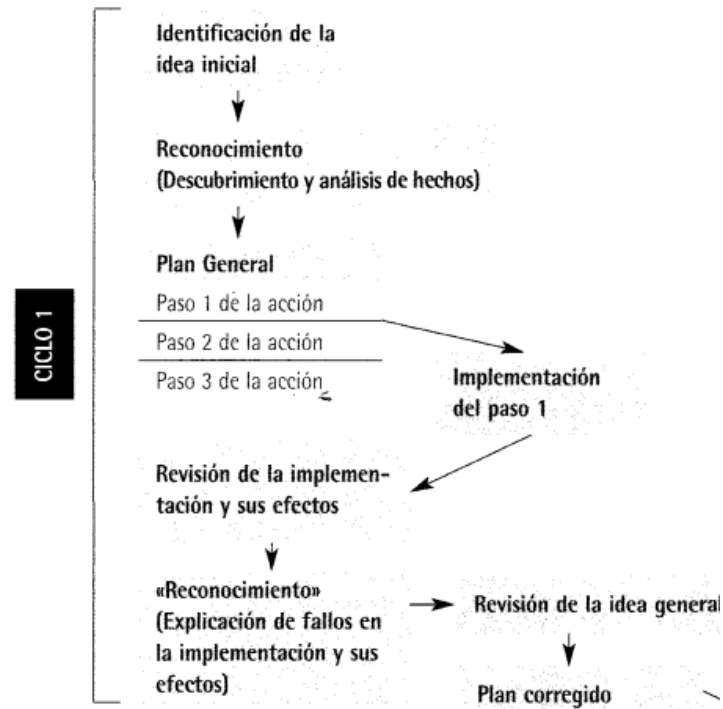 Identificación de la
idea inicial
Reconocimiento
(Descubrimiento y análisis de hechos)
Plan General
Paso 1 de la acción
Paso 2 de la acción
Paso 3 de la acción
CICLO 1
Implementación
del paso 1
Revisión de la implemen-
tación y sus efectos
«Reconocimiento»
(Explicación de fallos en
la implementación y sus
efectos)
Revisión de la idea general
Plan corregido